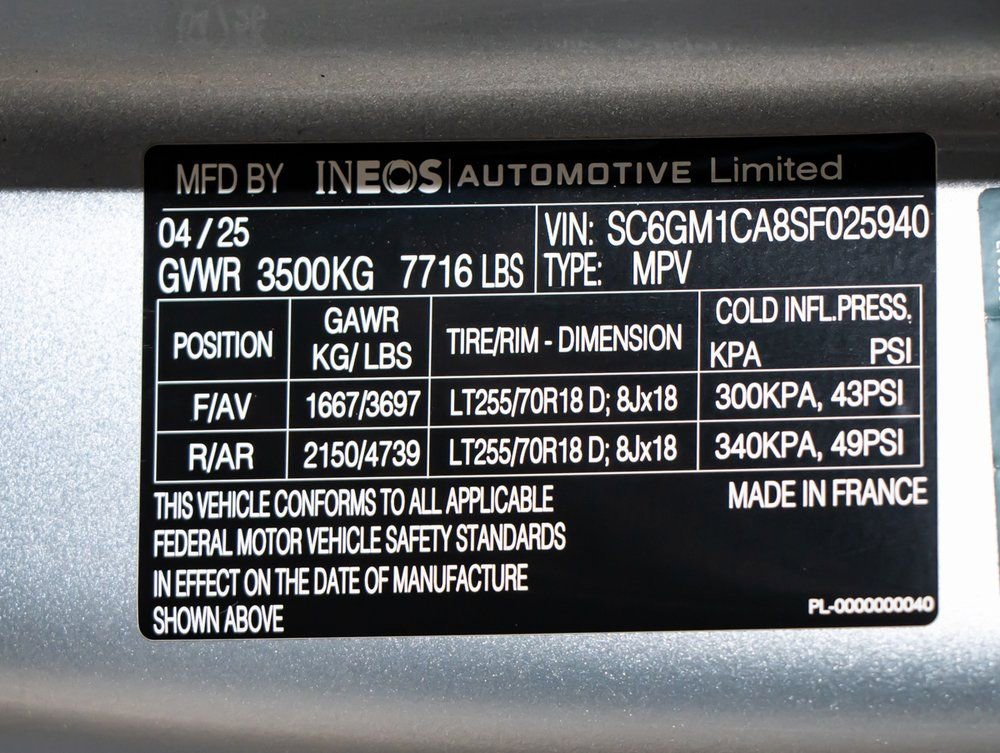 MFD BY INEOS AUTOMOTIVE Limited
04 / 25
VIN: SC6GM1CA8SF025940
GVWR 3500KG 7716 LBS
TYPE: MPV
POSITION GAWR KG/ LBS TIRE/RIM - DIMENSION COLD INFL.PRESS. KPA PSI
F/AV 1667/3697 LT255/70R18 D; 8Jx18 300KPA, 43PSI
R/AR 2150/4739 LT255/70R18 D; 8Jx18 340KPA, 49PSI
THIS VEHICLE CONFORMS TO ALL APPLICABLE
FEDERAL MOTOR VEHICLE SAFETY STANDARDS
IN EFFECT ON THE DATE OF MANUFACTURE
SHOWN ABOVE
MADE IN FRANCE
PL-0000000040